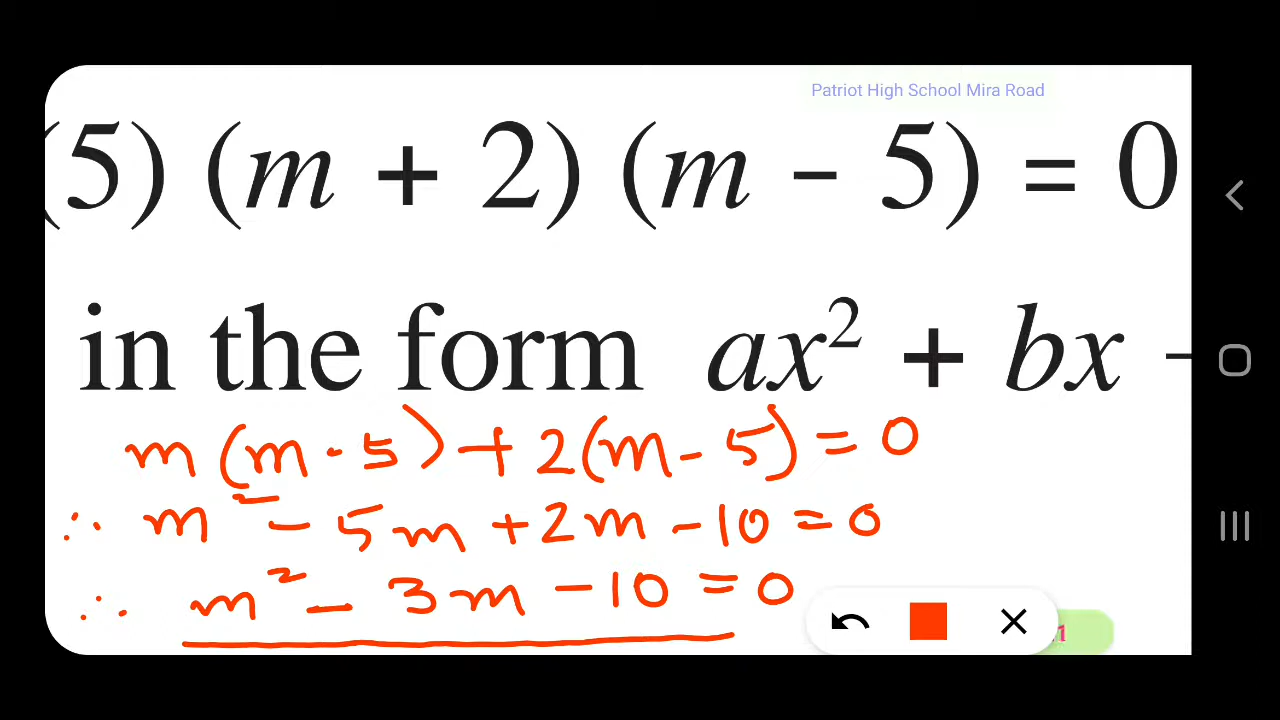 Patriot High School Mira Road
(5) (m + 2) (m − 5) = 0
in the form ax² + bx
m(m - 5) + 2(m - 5) = 0
∴ m² - 5m + 2m - 10 = 0
∴ m² - 3m - 10 = 0
1